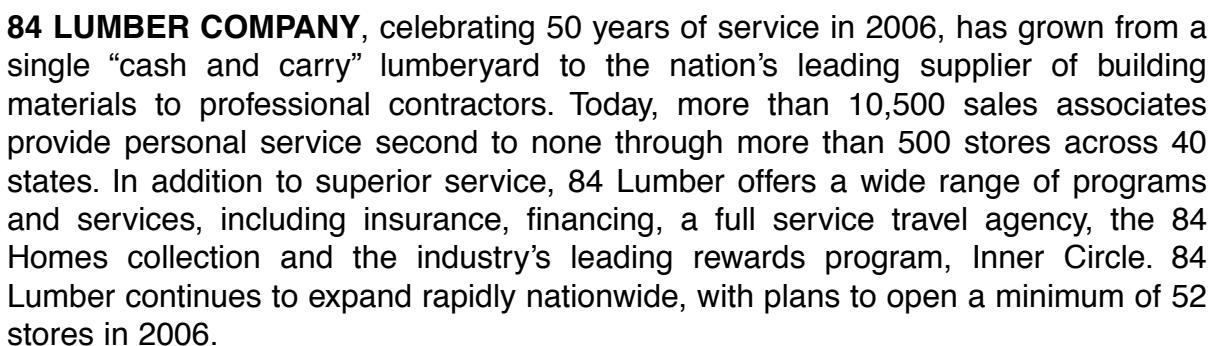 84 LUMBER COMPANY, celebrating 50 years of service in 2006, has grown from a
single “cash and carry” lumberyard to the nation’s leading supplier of building
materials to professional contractors. Today, more than 10,500 sales associates
provide personal service second to none through more than 500 stores across 40
states. In addition to superior service, 84 Lumber offers a wide range of programs
and services, including insurance, financing, a full service travel agency, the 84
Homes collection and the industry’s leading rewards program, Inner Circle. 84
Lumber continues to expand rapidly nationwide, with plans to open a minimum of 52
stores in 2006.